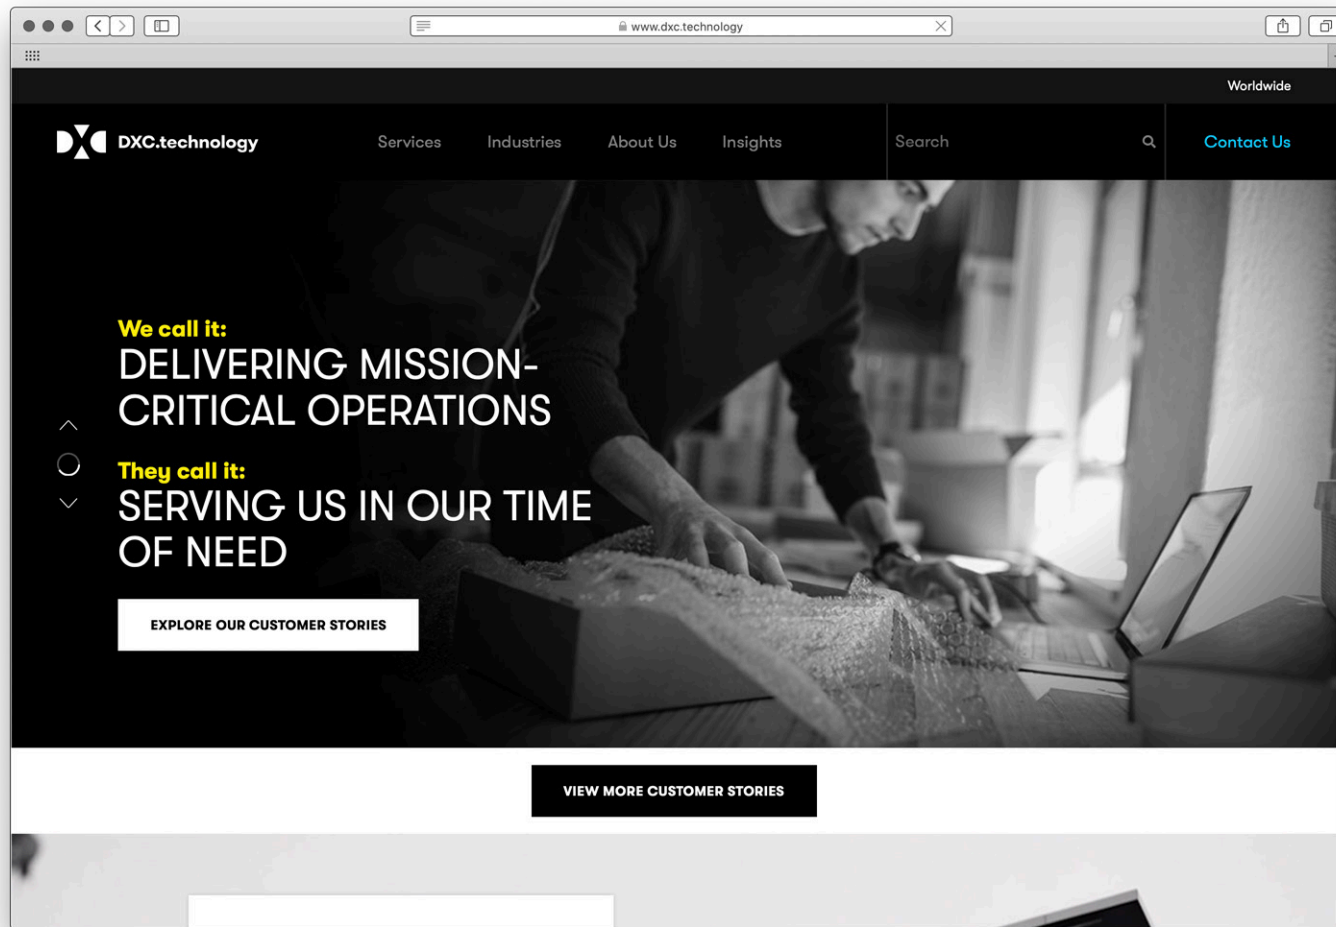 www.dxc.technology
Worldwide
DXC.technology
Services
Industries
About Us
Insights
Search
Contact Us
We call it:
DELIVERING MISSION-
CRITICAL OPERATIONS
They call it:
SERVING US IN OUR TIME
OF NEED
EXPLORE OUR CUSTOMER STORIES
VIEW MORE CUSTOMER STORIES